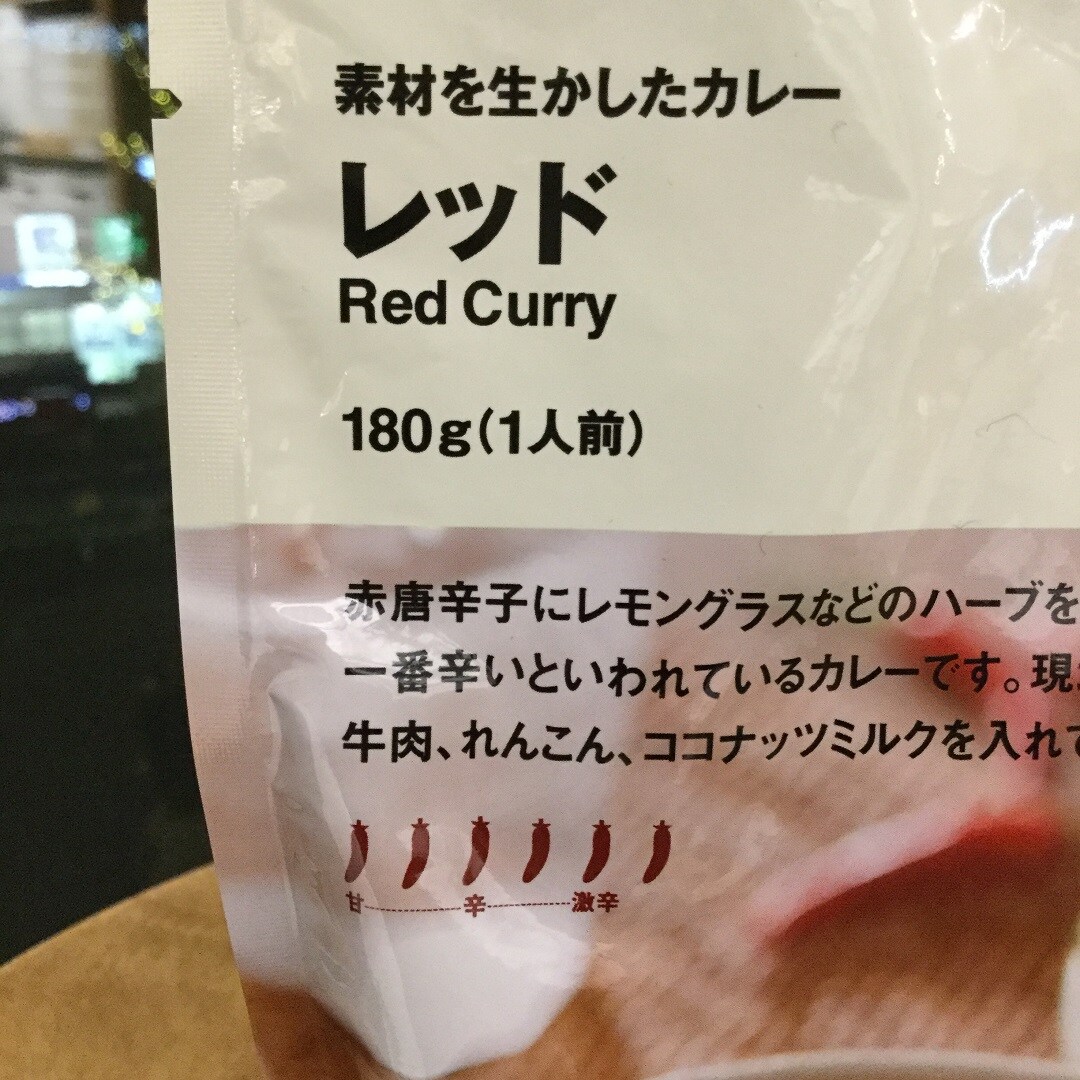 素材を生かしたカレー
レッド
Red Curry
180g(1人前)
赤唐辛子にレモングラスなどのハーブを
一番辛いといわれているカレーです。現
牛肉、れんこん、ココナッツミルクを入れて
甘 辛 激辛